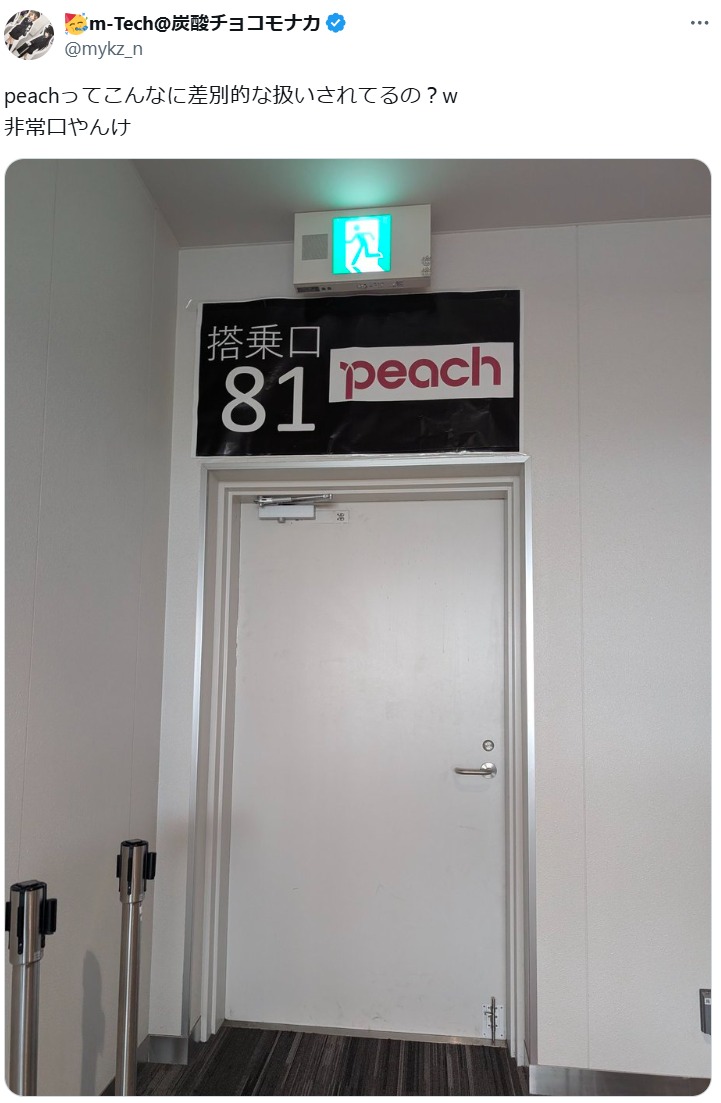 🥳m-Tech@炭酸チョコモナカ
@mykz_n
peachってこんなに差別的な扱いされてるの？w
非常口やんけ
搭乗口
81
peach